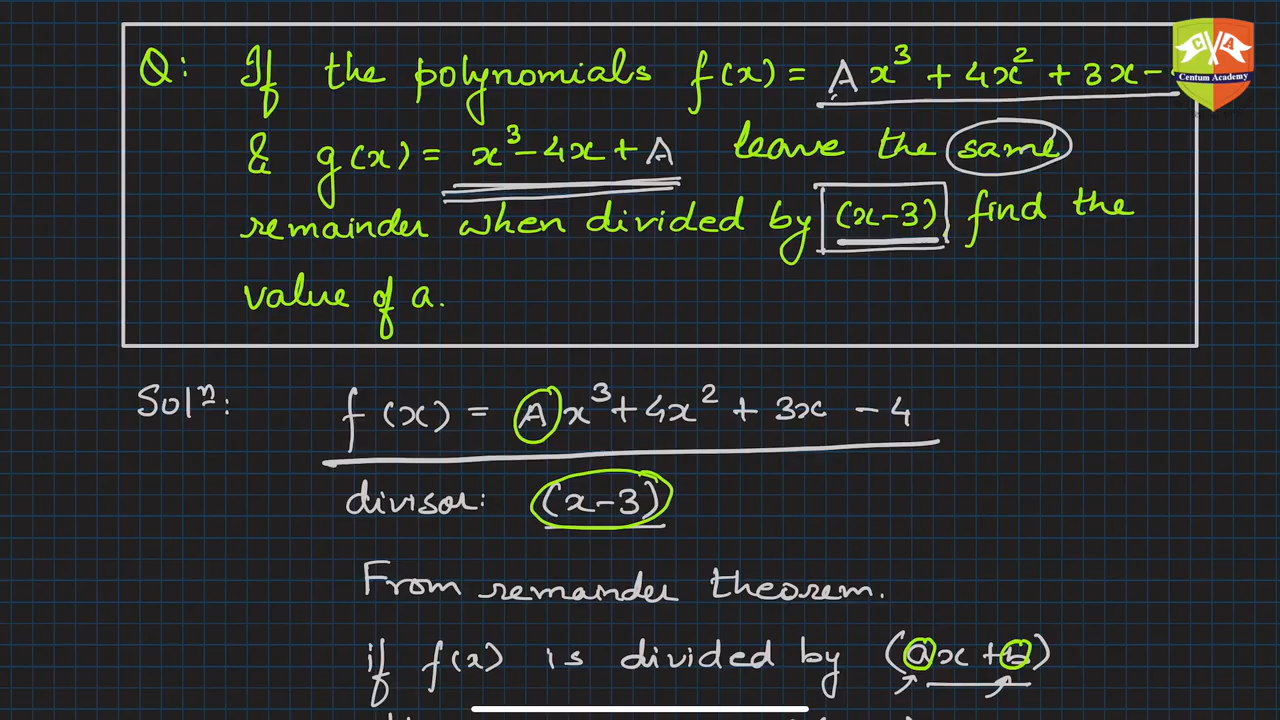 Q: If the polynomials f(x) = Ax³ + 4x² + 3x -
& g(x) = x³ - 4x + A leave the same
remainder when divided by (x-3) find the
value of a.
Solⁿ: f(x) = Ax³ + 4x² + 3x - 4
divisor: (x-3)
From remainder theorem.
if f(x) is divided by (ax + b)
C A
Centum Academy